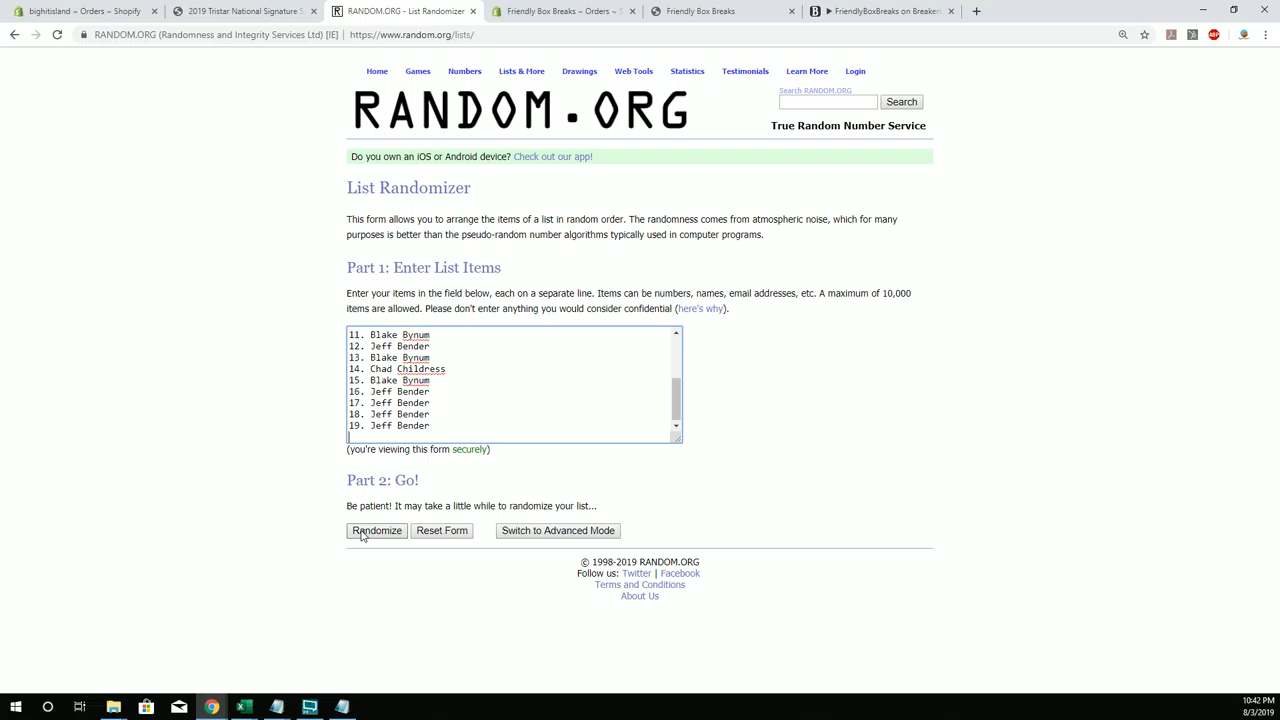 bighitisland ~ Orders ~ Shopify
2019 Tristar National Signature S
RANDOM.ORG - List Randomizer
Friendly Box Breaks ~ Orders ~ S
Friendly Box Breaks
FriendlyBoxBreaks on Breaker
RANDOM.ORG (Randomness and Integrity Services Ltd) [IE] | https://www.random.org/lists/
Home Games Numbers Lists & More Drawings Web Tools Statistics Testimonials Learn More Login
RANDOM.ORG
Search RANDOM.ORG
Search
True Random Number Service
Do you own an iOS or Android device? Check out our app!
List Randomizer
This form allows you to arrange the items of a list in random order. The randomness comes from atmospheric noise, which for many
purposes is better than the pseudo-random number algorithms typically used in computer programs.
Part 1: Enter List Items
Enter your items in the field below, each on a separate line. Items can be numbers, names, email addresses, etc. A maximum of 10,000
items are allowed. Please don't enter anything you would consider confidential (here's why).
11. Blake Bynum
12. Jeff Bender
13. Blake Bynum
14. Chad Childress
15. Blake Bynum
16. Jeff Bender
17. Jeff Bender
18. Jeff Bender
19. Jeff Bender
(you're viewing this form securely)
Part 2: Go!
Be patient! It may take a little while to randomize your list...
Randomize Reset Form Switch to Advanced Mode
© 1998-2019 RANDOM.ORG
Follow us: Twitter | Facebook
Terms and Conditions
About Us
10:42 PM
8/3/2019